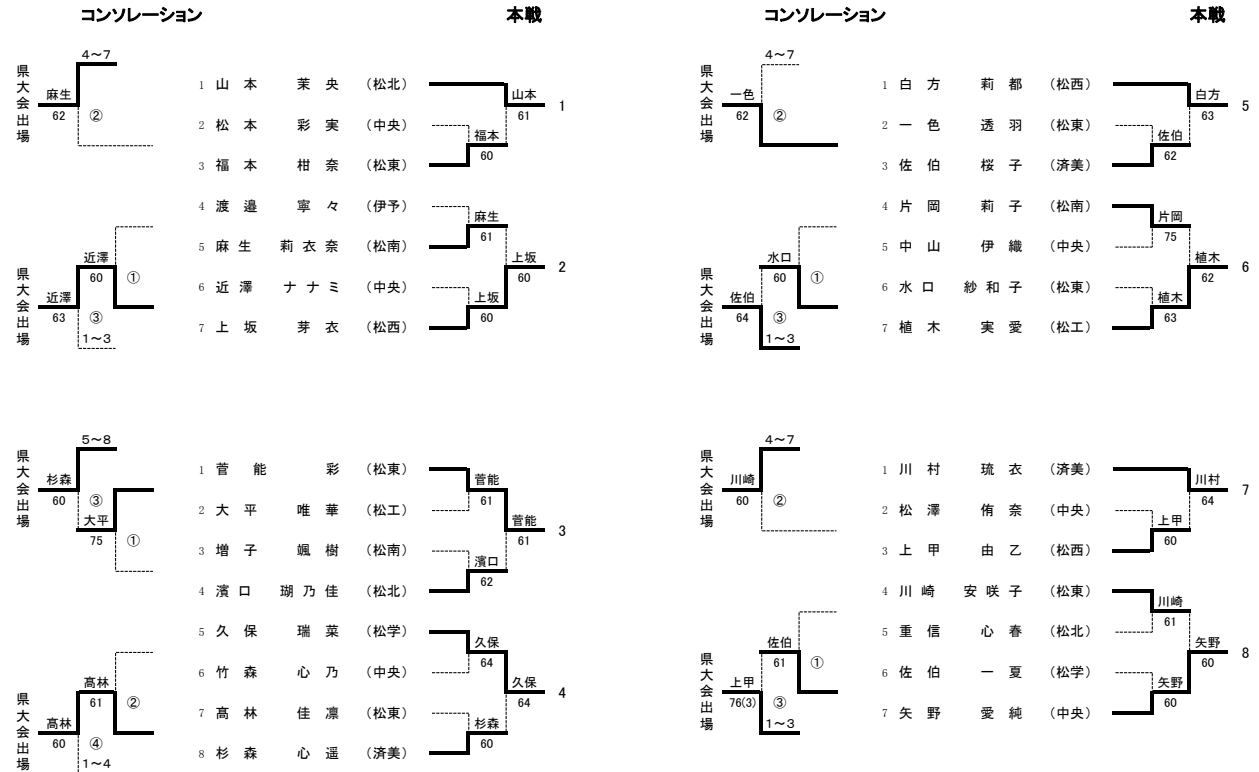 コンソレーション 本戦
4～7
県大会出場
麻生
62
②
近澤
60
①
県大会出場
近澤
63
③
1～3
1 山本 茉央 (松北)
2 松本 彩実 (中央)
3 福本 柑奈 (松東)
4 渡邉 寧々 (伊予)
5 麻生 莉衣奈 (松南)
6 近澤 ナナミ (中央)
7 上坂 芽衣 (松西)
山本
61
1
福本
60
麻生
61
上坂
60
2
上坂
60
コンソレーション 本戦
4～7
県大会出場
一色
62
②
水口
60
①
県大会出場
佐伯
64
③
1～3
1 白方 莉都 (松西)
2 一色 透羽 (松東)
3 佐伯 桜子 (済美)
4 片岡 莉子 (松南)
5 中山 伊織 (中央)
6 水口 紗和子 (松東)
7 植木 実愛 (松工)
白方
63
5
佐伯
62
片岡
75
植木
62
6
植木
63
5～8
県大会出場
杉森
60
③
大平
75
①
髙林
61
②
県大会出場
髙林
60
④
1～4
1 菅能 彩 (松東)
2 大平 唯華 (松工)
3 増子 颯樹 (松南)
4 濱口 瑚乃佳 (松北)
5 久保 瑞菜 (松学)
6 竹森 心乃 (中央)
7 髙林 佳凛 (松東)
8 杉森 心遥 (済美)
菅能
61
菅能
61
3
濱口
62
久保
64
久保
64
4
杉森
60
4～7
県大会出場
川崎
60
②
佐伯
61
①
県大会出場
上甲
76(3)
③
1～3
1 川村 琉衣 (済美)
2 松澤 侑奈 (中央)
3 上甲 由乙 (松西)
4 川崎 安咲子 (松東)
5 重信 心春 (松北)
6 佐伯 一夏 (松学)
7 矢野 愛純 (中央)
川村
64
7
上甲
60
川崎
61
矢野
60
8
矢野
60